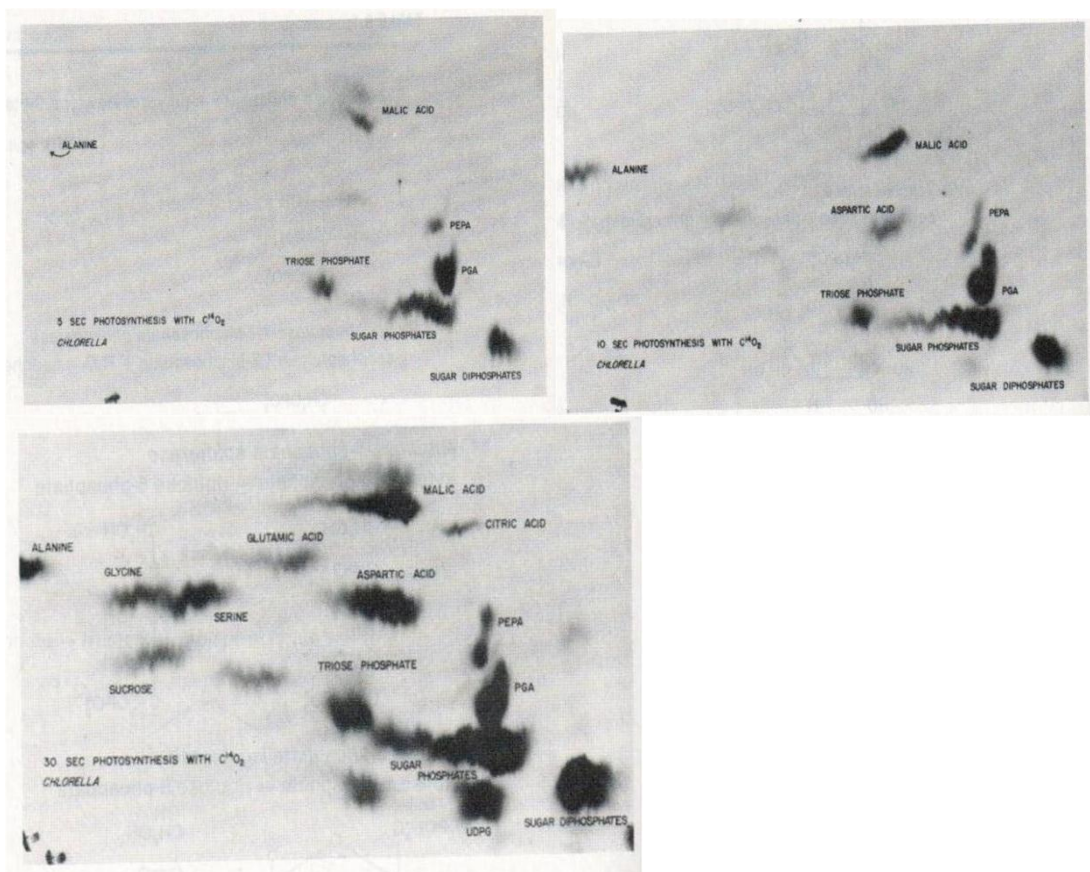 MALIC ACID
ALANINE
PEPA
TRIOSE PHOSPHATE
PGA
5 SEC PHOTOSYNTHESIS WITH C¹⁴O₂
SUGAR PHOSPHATES
CHLORELLA
SUGAR DIPHOSPHATES
MALIC ACID
ALANINE
ASPARTIC ACID
PEPA
TRIOSE PHOSPHATE
PGA
10 SEC PHOTOSYNTHESIS WITH C¹⁴O₂
SUGAR PHOSPHATES
CHLORELLA
SUGAR DIPHOSPHATES
MALIC ACID
CITRIC ACID
GLUTAMIC ACID
ALANINE
GLYCINE
ASPARTIC ACID
SERINE
PEPA
TRIOSE PHOSPHATE
SUCROSE
PGA
30 SEC PHOTOSYNTHESIS WITH C¹⁴O₂
SUGAR
PHOSPHATES
CHLORELLA
UDPG
SUGAR DIPHOSPHATES